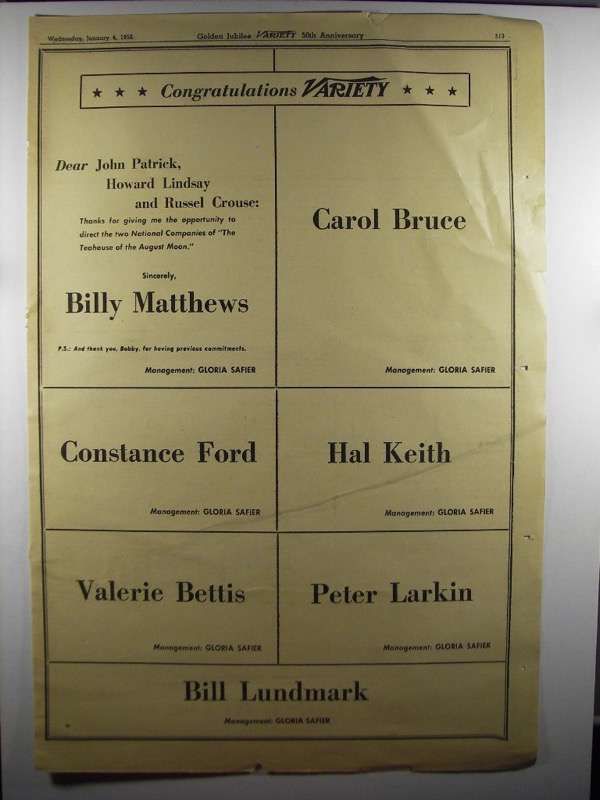 Wednesday, January 4, 1956
Golden Jubilee VARIETY 50th Anniversary
313
★ ★ ★ Congratulations VARIETY ★ ★ ★
Dear John Patrick,
Howard Lindsay
and Russel Crouse:
Thanks for giving me the opportunity to
direct the two National Companies of "The
Teahouse of the August Moon."
Sincerely,
Billy Matthews
P.S.: And thank you, Bobby, for having previous commitments.
Management: GLORIA SAFIER
Carol Bruce
Management: GLORIA SAFIER
Constance Ford
Management: GLORIA SAFIER
Hal Keith
Management: GLORIA SAFIER
Valerie Bettis
Management: GLORIA SAFIER
Peter Larkin
Management: GLORIA SAFIER
Bill Lundmark
Management: GLORIA SAFIER